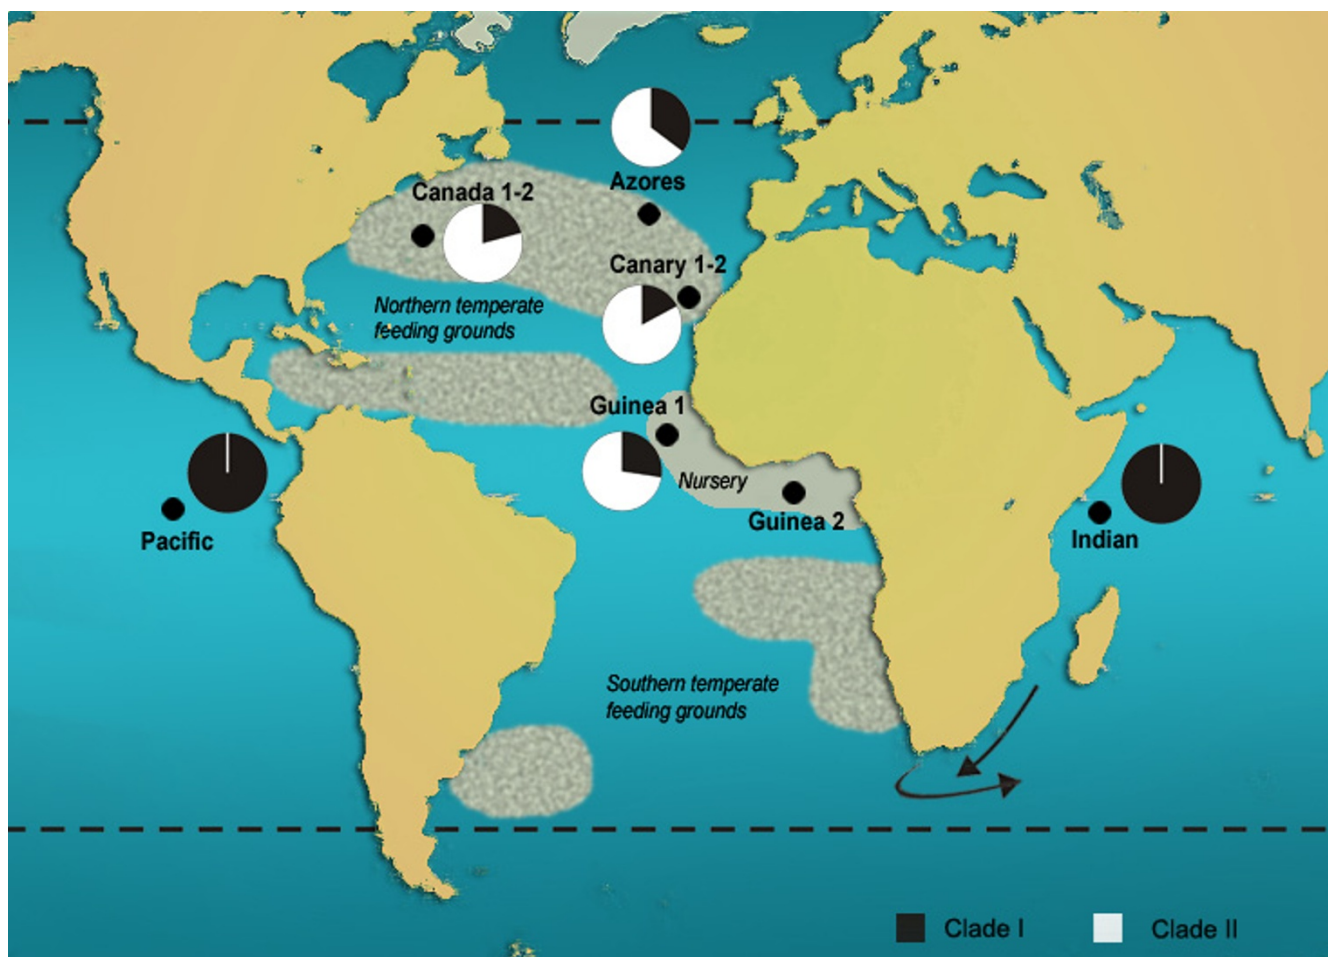 Azores
Canada 1-2
Canary 1-2
Northern temperate
feeding grounds
Guinea 1
Nursery
Guinea 2
Pacific
Indian
Southern temperate
feeding grounds
Clade I
Clade II